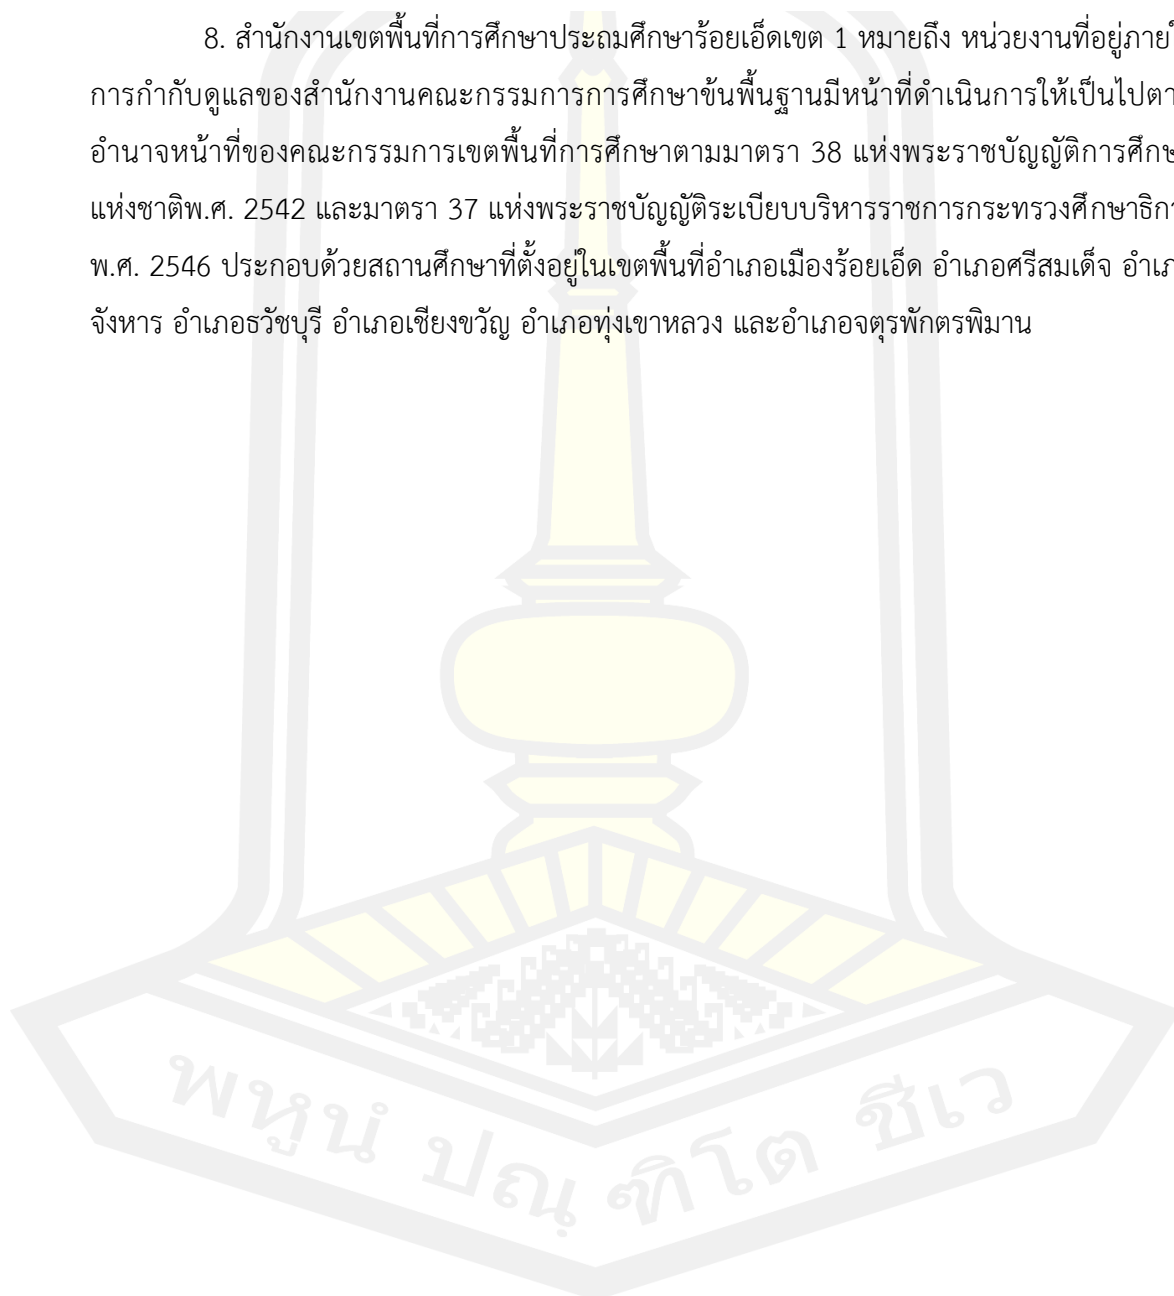 8. สำนักงานเขตพื้นที่การศึกษาประถมศึกษาร้อยเอ็ดเขต 1 หมายถึง หน่วยงานที่อยู่ภาย
การกำกับดูแลของสำนักงานคณะกรรมการการศึกษาขั้นพื้นฐานมีหน้าที่ดำเนินการให้เป็นไปตา
อำนาจหน้าที่ของคณะกรรมการเขตพื้นที่การศึกษาตามมาตรา 38 แห่งพระราชบัญญัติการศึกษ
แห่งชาติพ.ศ. 2542 และมาตรา 37 แห่งพระราชบัญญัติระเบียบบริหารราชการกระทรวงศึกษาธิกา
พ.ศ. 2546 ประกอบด้วยสถานศึกษาที่ตั้งอยู่ในเขตพื้นที่อำเภอเมืองร้อยเอ็ด อำเภอศรีสมเด็จ อำเภ
จังหาร อำเภอธวัชบุรี อำเภอเชียงขวัญ อำเภอทุ่งเขาหลวง และอำเภอจตุรพักตรพิมาน
พหูนํ ปณฺฑิโต ชีเว